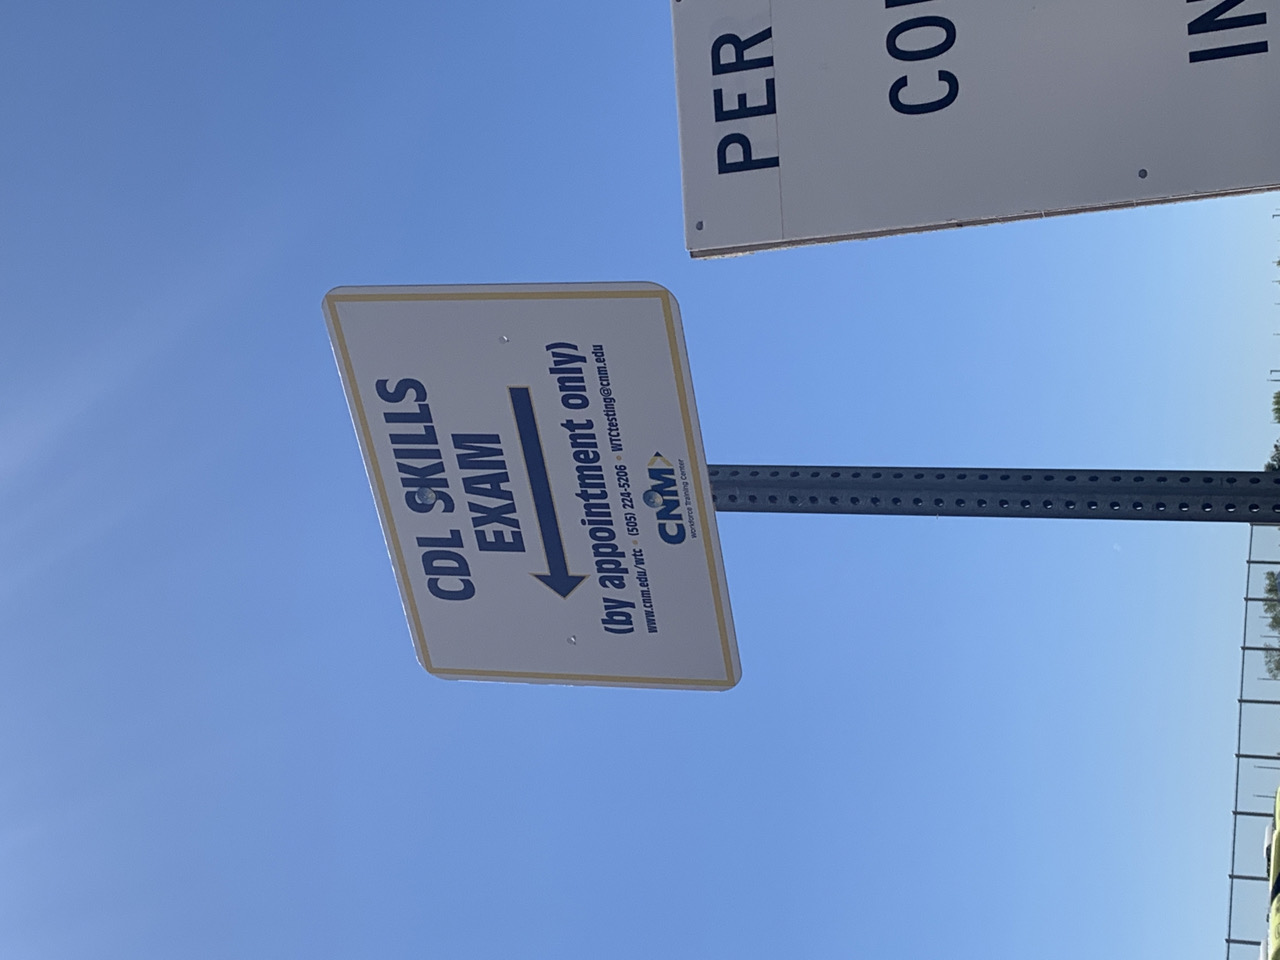 CDL SKILLS
EXAM
(by appointment only)
www.cnm.edu/wtc • (505) 224-5206 • WTCtesting@cnm.edu
CNM
Workforce Training Center
PER
CO
IN